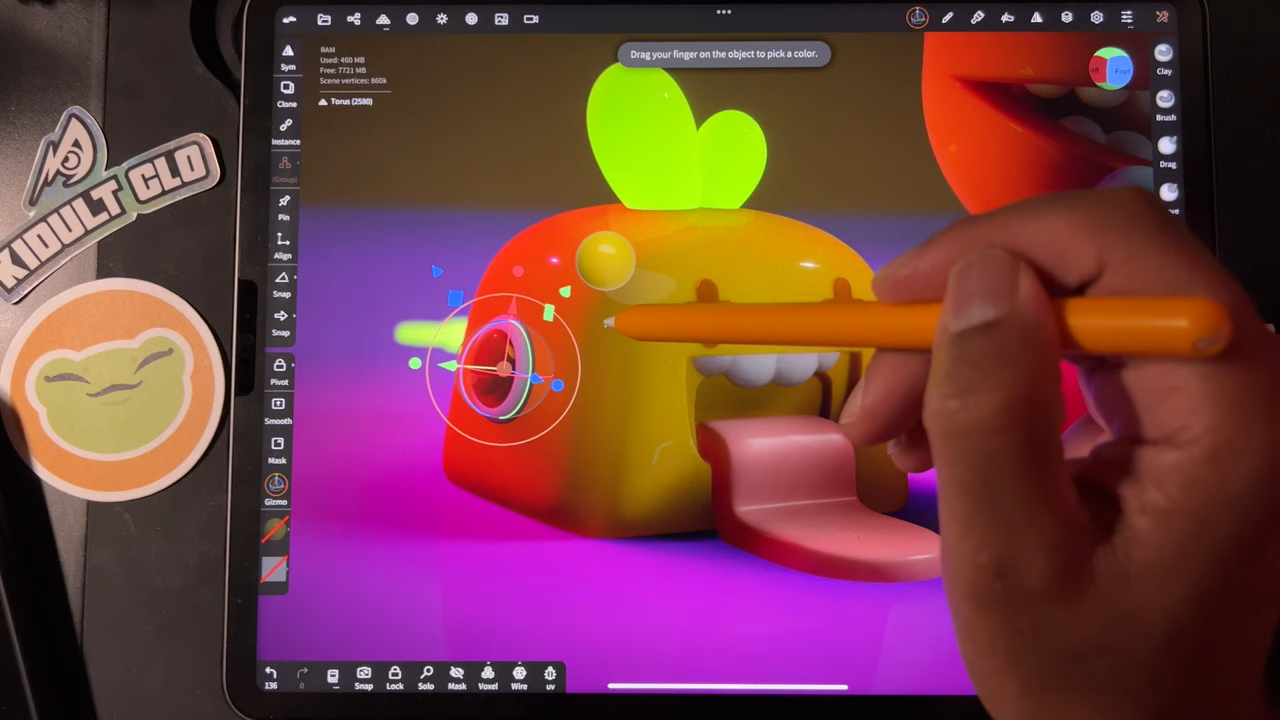 Drag your finger on the object to pick a color.
RAM
Used: 460 MB
Free: 7721 MB
Scene vertices: 860k
Torus (2580)
Sym
Clone
Instance
(Group)
Pin
Align
Snap
Snap
Pivot
Smooth
Mask
Gizmo
Front
Clay
Brush
Drag
KIDULT CLO
136
0
Snap
Lock
Solo
Mask
Voxel
Wire
uv